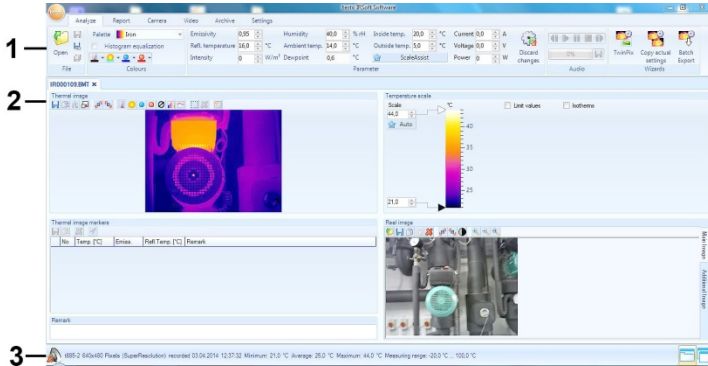 testo IRSoft Software
Analyze Report Camera Video Archive Settings
1
Open
File
Palette Iron
Histogram equalization
Colours
Emissivity 0,95
Refl. temperature 16,0 °C
Intensity 0 W/m²
Humidity 40,0 % rH
Ambient temp. 14,0 °C
Dewpoint 0,6 °C
Inside temp. 20,0 °C
Outside temp. 5,0 °C
ScaleAssist
Current 0,0 A
Voltage 0,0 V
Power 0 W
Parameter
Discard
changes
0%
Audio
TwinPix
Copy actual
settings
Batch
Export
Wizards
IR000109.BMT
2
Thermal image
Temperature scale
Scale
44,0
Auto
°C
40
30
25
21,0
Limit values
Isotherms
Thermal image markers
No. Temp. [°C] Emiss. Refl.Temp. [°C] Remark
Remark
Real image
Main Image
Additional Image
3
t885-2 640x480 Pixels (SuperResolution) recorded 03.04.2014 12:37:32 Minimum: 21,0 °C Average: 25,0 °C Maximum: 44,0 °C Measuring range: -20,0 °C ... 100,0 °C